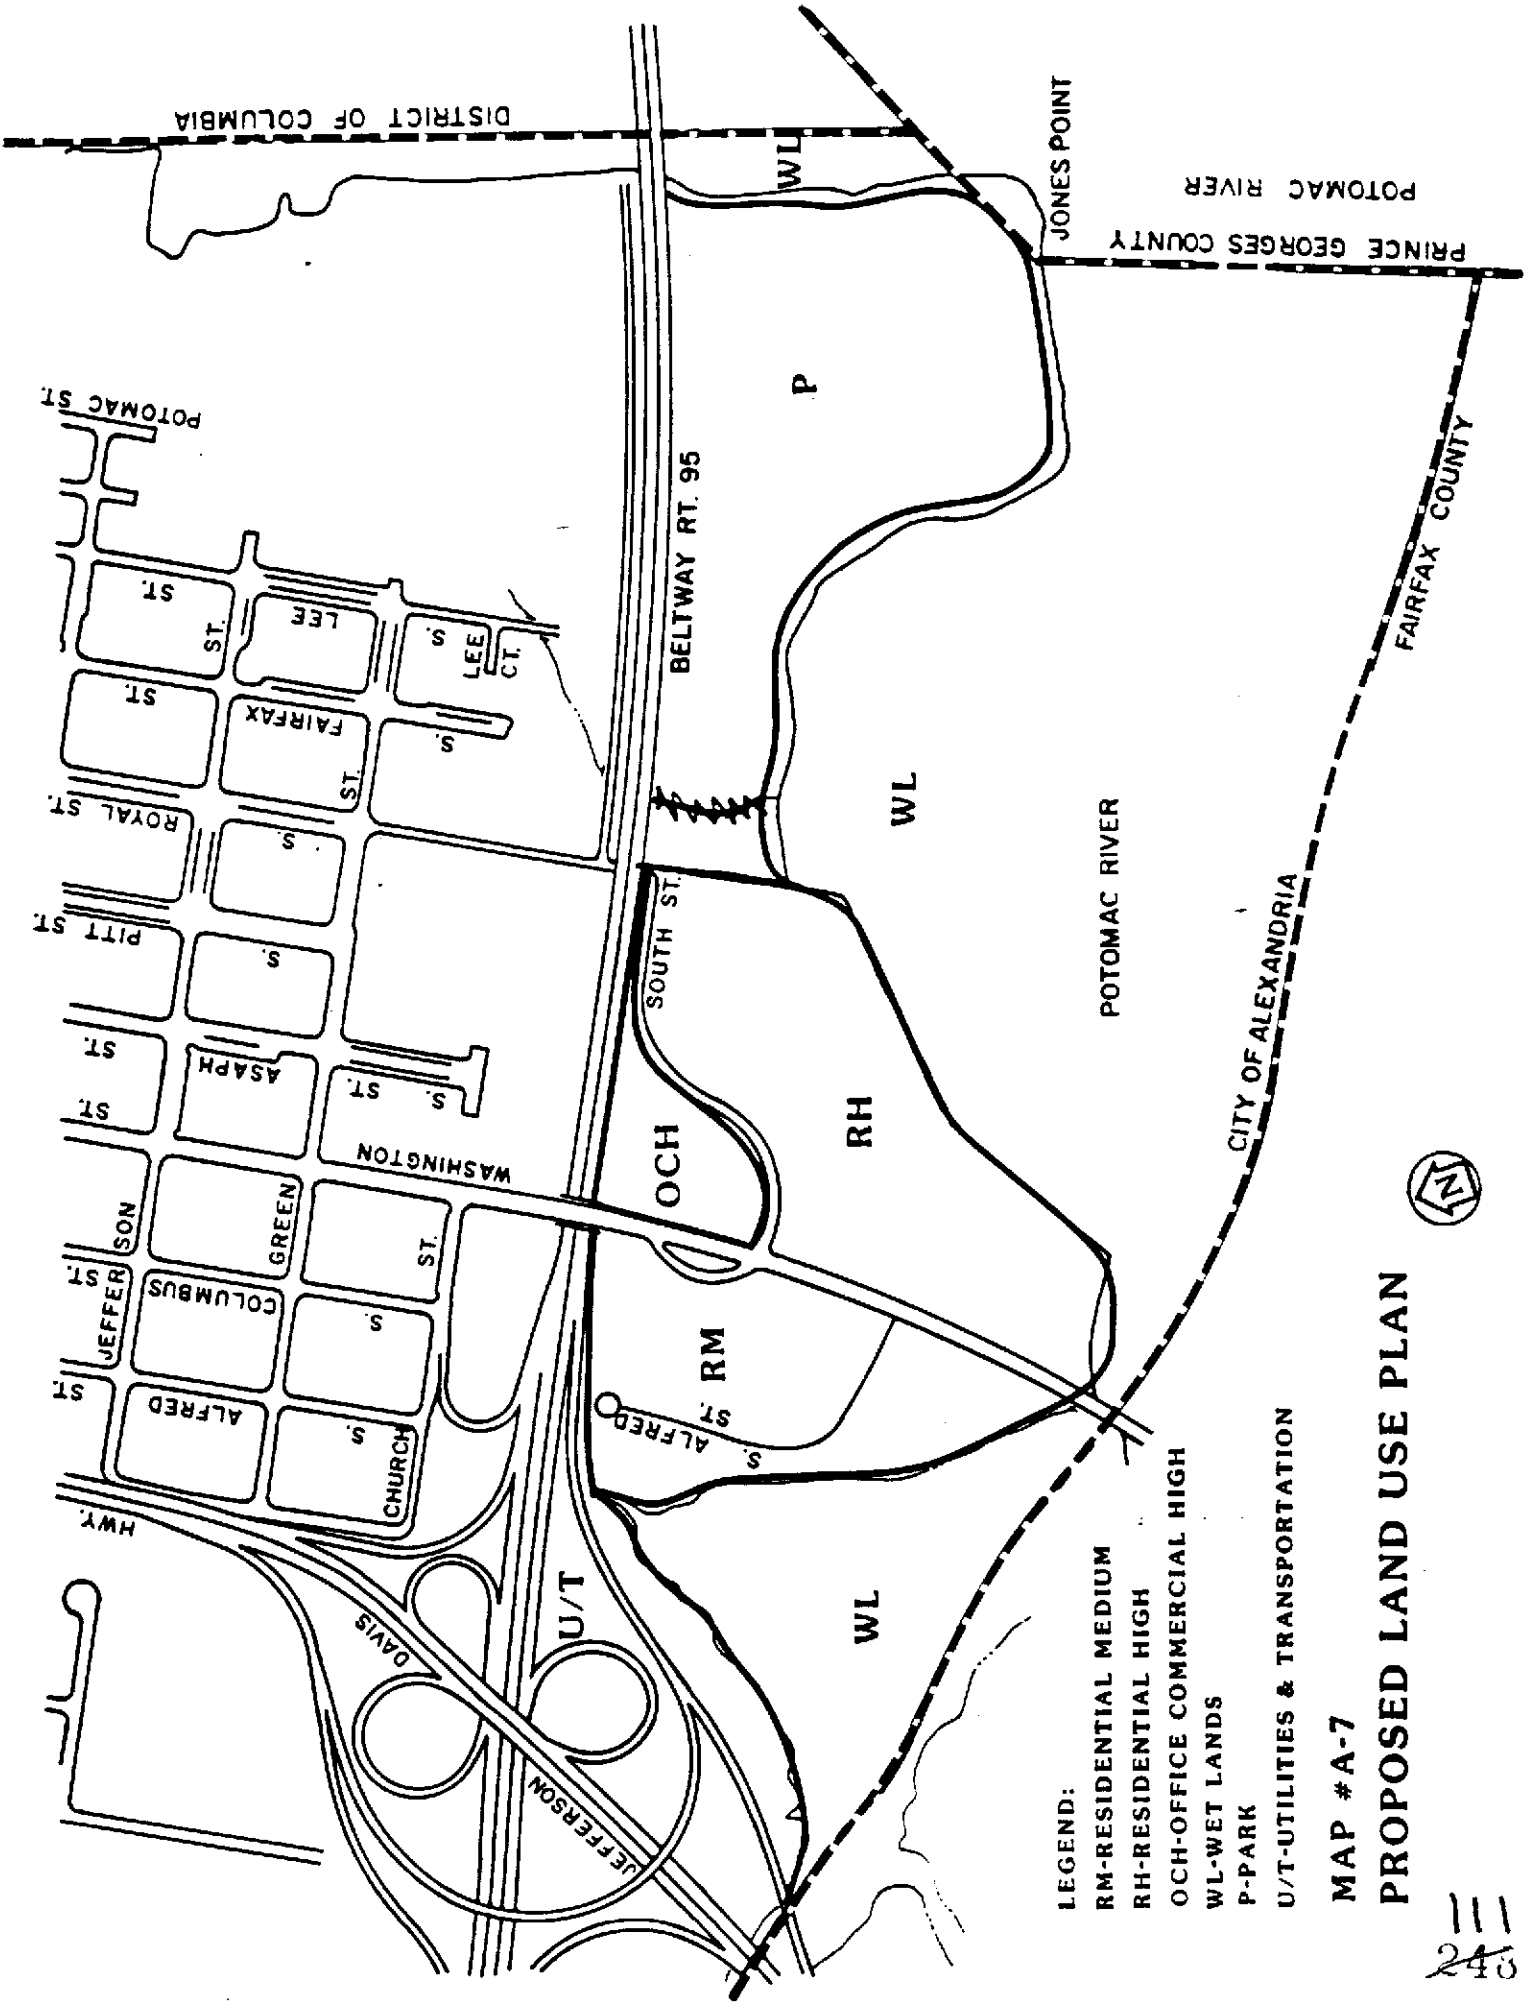 DISTRICT OF COLUMBIA
WL
JONES POINT
POTOMAC RIVER
PRINCE GEORGES COUNTY
POTOMAC ST.
P
BELTWAY RT. 95
FAIRFAX COUNTY
S. LEE ST.
ST.
LEE CT.
S. FAIRFAX ST.
ST.
S. ROYAL ST.
WL
S. PITT ST.
SOUTH ST.
POTOMAC RIVER
CITY OF ALEXANDRIA
S. ASAPH ST.
S. ST.
WASHINGTON ST.
OCH
RH
JEFFERSON
GREEN
ST.
S. COLUMBUS ST.
S. ALFRED ST.
CHURCH
RM
S. ALFRED ST.
JEFFERSON DAVIS HWY.
U/T
WL
N
LEGEND:
RM-RESIDENTIAL MEDIUM
RH-RESIDENTIAL HIGH
OCH-OFFICE COMMERCIAL HIGH
WL-WET LANDS
P-PARK
U/T-UTILITIES & TRANSPORTATION
MAP #A-7
PROPOSED LAND USE PLAN
111